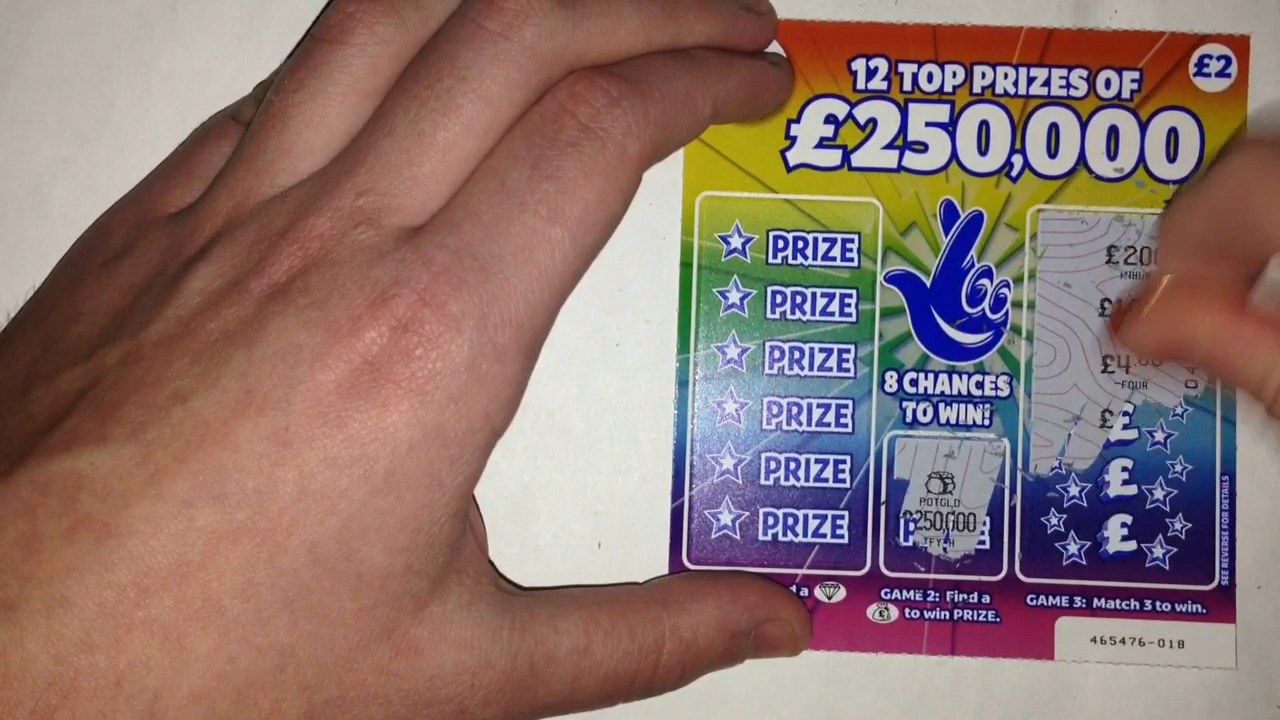 £2
12 TOP PRIZES OF
£250,000
PRIZE
PRIZE
PRIZE
PRIZE
PRIZE
PRIZE
8 CHANCES
TO WIN!
POTGLD
£250,000
£4.00
FOUR
£
£
£
£
SEE REVERSE FOR DETAILS
d a
GAME 2: Find a
£
to win PRIZE.
GAME 3: Match 3 to win.
465476-018